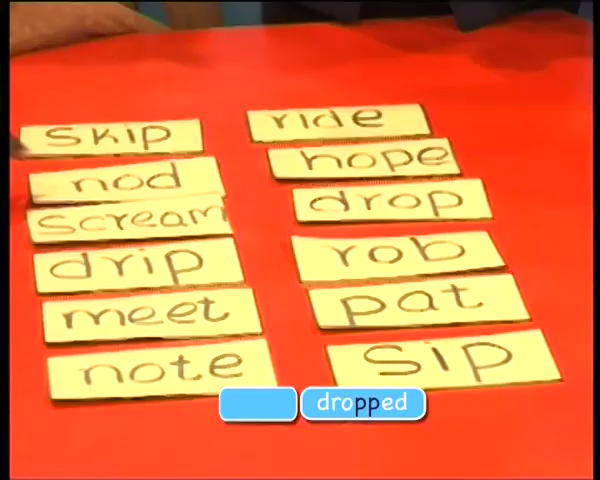 skip
nod
scream
drip
meet
note
ride
hope
drop
rob
pat
sip
dropped